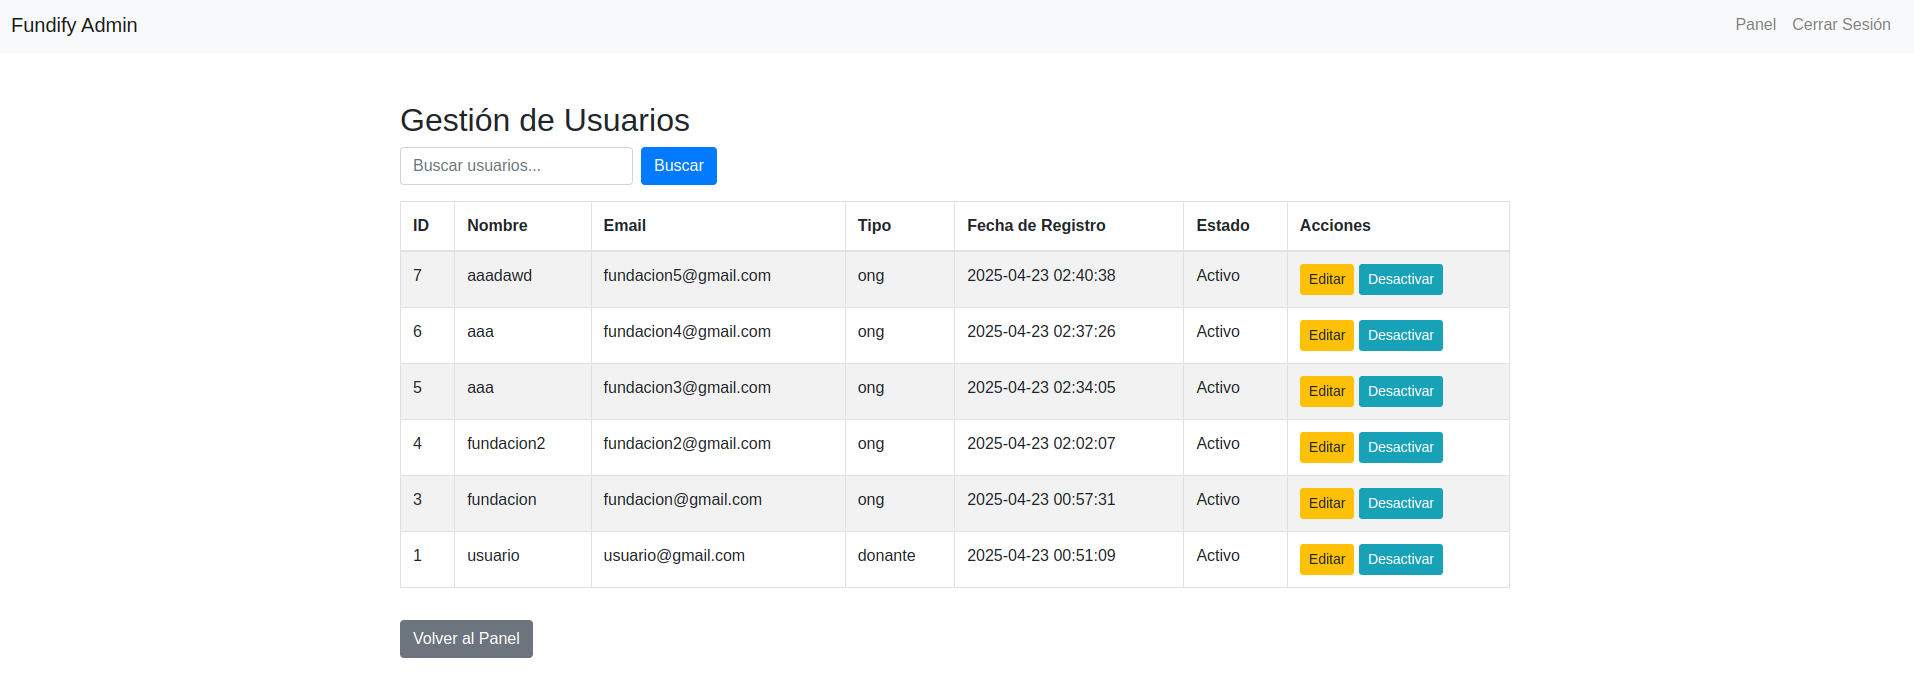 Fundify Admin Panel Cerrar Sesión
Gestión de Usuarios
Buscar usuarios... Buscar
ID Nombre Email Tipo Fecha de Registro Estado Acciones
7 aaadawd fundacion5@gmail.com ong 2025-04-23 02:40:38 Activo Editar Desactivar
6 aaa fundacion4@gmail.com ong 2025-04-23 02:37:26 Activo Editar Desactivar
5 aaa fundacion3@gmail.com ong 2025-04-23 02:34:05 Activo Editar Desactivar
4 fundacion2 fundacion2@gmail.com ong 2025-04-23 02:02:07 Activo Editar Desactivar
3 fundacion fundacion@gmail.com ong 2025-04-23 00:57:31 Activo Editar Desactivar
1 usuario usuario@gmail.com donante 2025-04-23 00:51:09 Activo Editar Desactivar
Volver al Panel